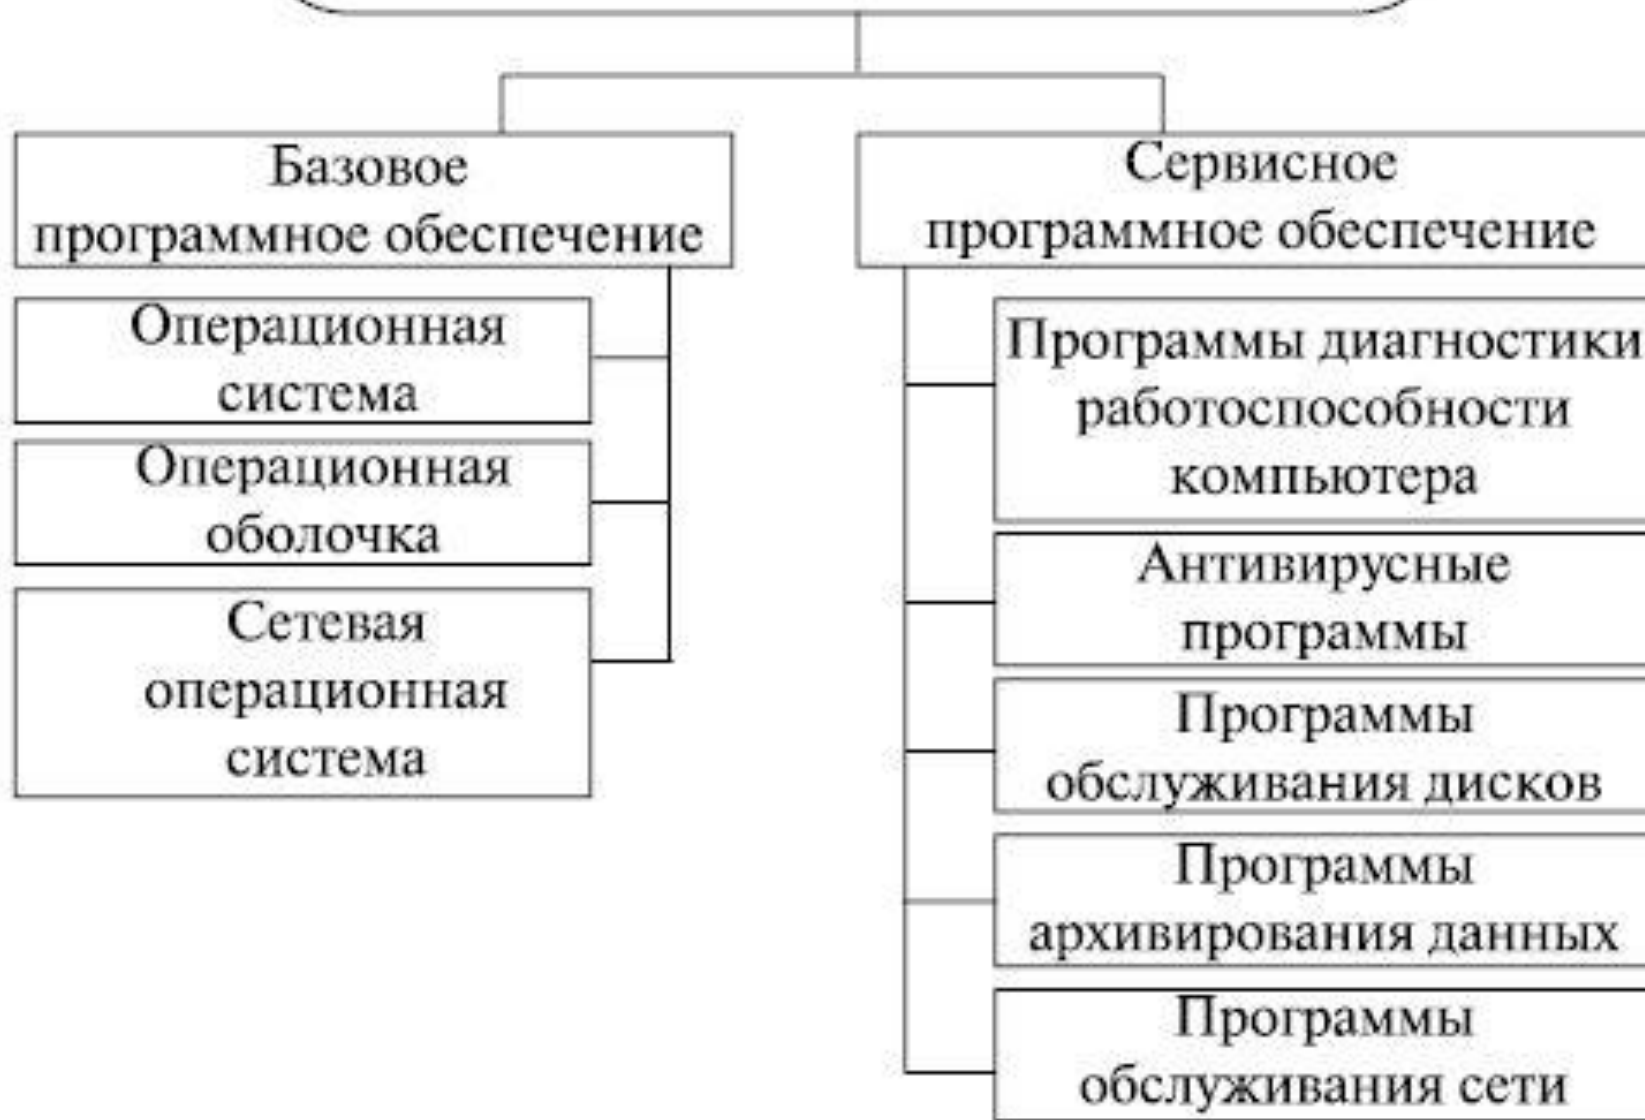 Базовое
программное обеспечение
Операционная
система
Операционная
оболочка
Сетевая
операционная
система
Сервисное
программное обеспечение
Программы диагностики
работоспособности
компьютера
Антивирусные
программы
Программы
обслуживания дисков
Программы
архивирования данных
Программы
обслуживания сети